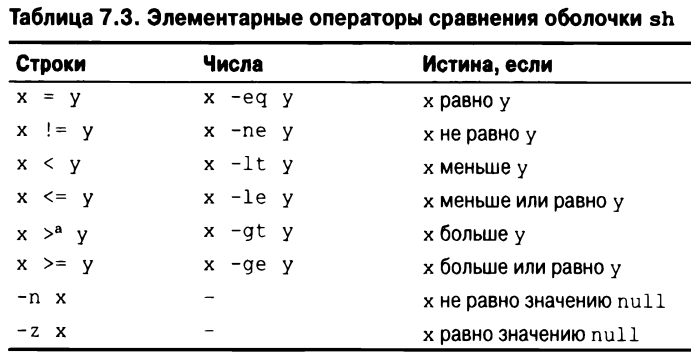 Таблица 7.3. Элементарные операторы сравнения оболочки sh
Строки Числа Истина, если
x = y x -eq y x равно y
x != y x -ne y x не равно y
x < y x -lt y x меньше y
x <= y x -le y x меньше или равно y
x >ª y x -gt y x больше y
x >= y x -ge y x больше или равно y
-n x - x не равно значению null
-z x - x равно значению null